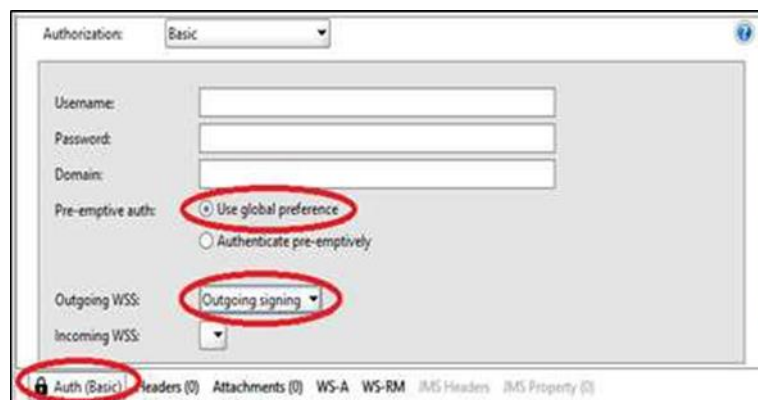 Authorization: Basic
Username:
Password:
Domain:
Pre-emptive auth: Use global preference
Authenticate pre-emptively
Outgoing WSS: Outgoing signing
Incoming WSS:
Auth (Basic) Headers (0) Attachments (0) WS-A WS-RM JMS Headers JMS Property (0)